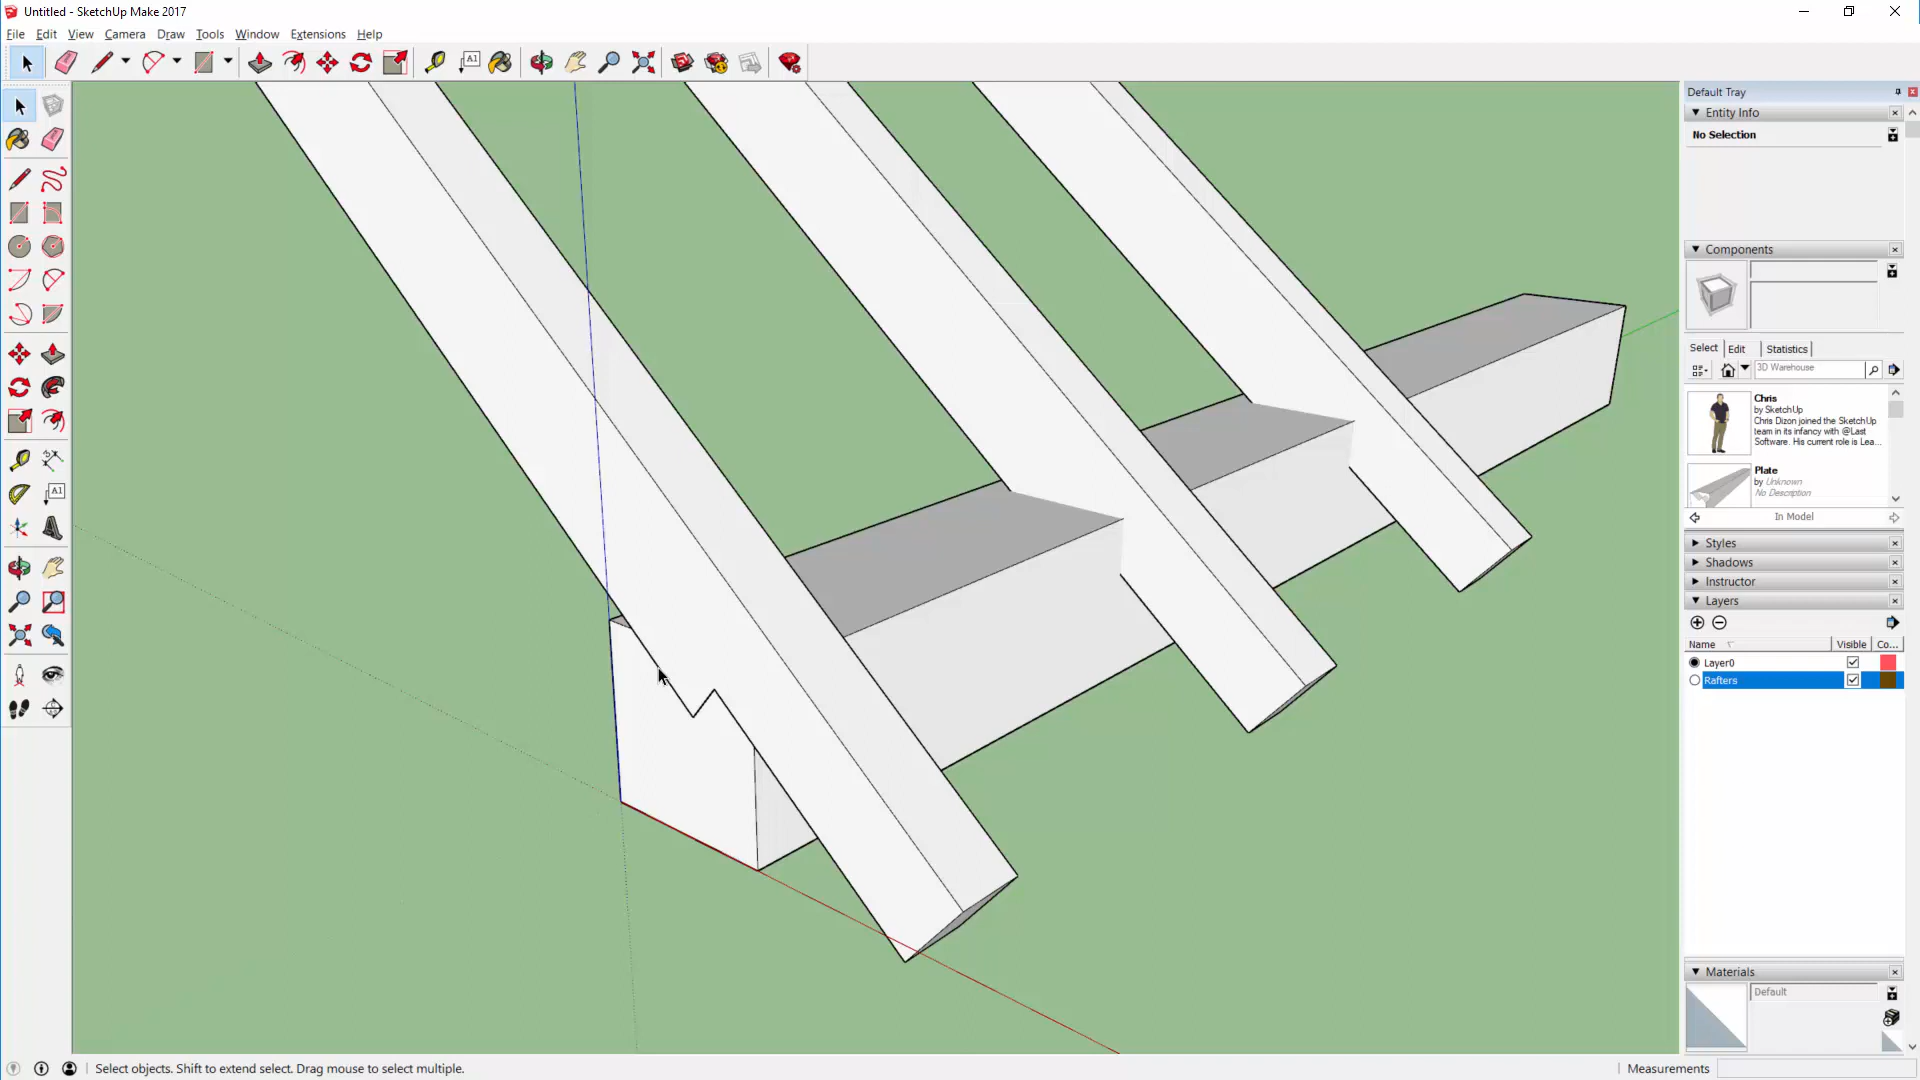 Untitled - SketchUp Make 2017
File Edit View Camera Draw Tools Window Extensions Help
A1
A1
Default Tray
Entity Info
No Selection
Components
Select Edit Statistics
3D Warehouse
Chris
by SketchUp
Chris Dizon joined the SketchUp
team in its infancy with @Last
Software. His current role is Lea...
Plate
by Unknown
No Description
In Model
Styles
Shadows
Instructor
Layers
Name Visible Co...
Layer0
Rafters
Materials
Default
Select objects. Shift to extend select. Drag mouse to select multiple.
Measurements